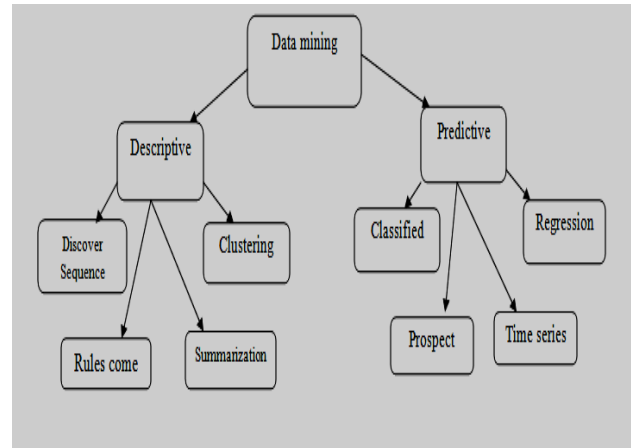 Data mining
Descriptive
Predictive
Discover
Sequence
Clustering
Classified
Regression
Rules come
Summarization
Prospect
Time series